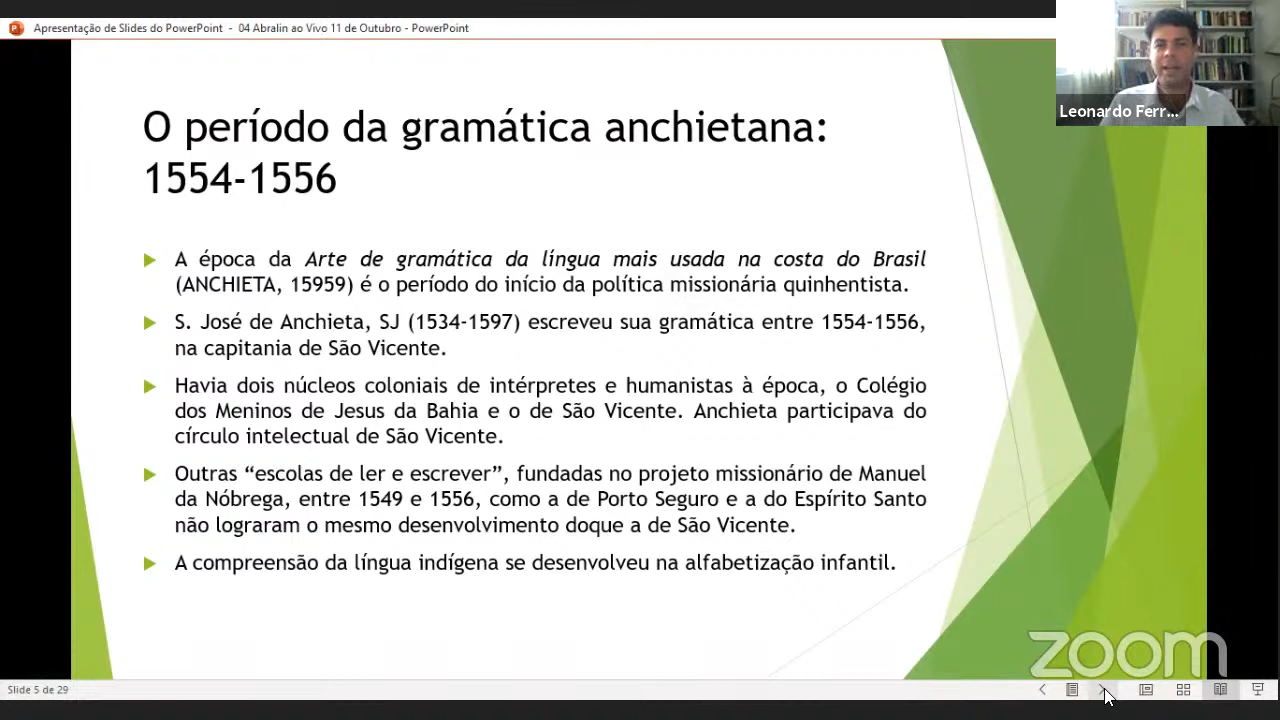 Apresentação de Slides do PowerPoint - 04 Abralin ao Vivo 11 de Outubro - PowerPoint
Leonardo Ferr...
O período da gramática anchietana:
1554-1556
A época da Arte de gramática da língua mais usada na costa do Brasil
(ANCHIETA, 15959) é o período do início da política missionária quinhentista.
S. José de Anchieta, SJ (1534-1597) escreveu sua gramática entre 1554-1556,
na capitania de São Vicente.
Havia dois núcleos coloniais de intérpretes e humanistas à época, o Colégio
dos Meninos de Jesus da Bahia e o de São Vicente. Anchieta participava do
círculo intelectual de São Vicente.
Outras “escolas de ler e escrever”, fundadas no projeto missionário de Manuel
da Nóbrega, entre 1549 e 1556, como a de Porto Seguro e a do Espírito Santo
não lograram o mesmo desenvolvimento doque a de São Vicente.
A compreensão da língua indígena se desenvolveu na alfabetização infantil.
zoom
Slide 5 de 29